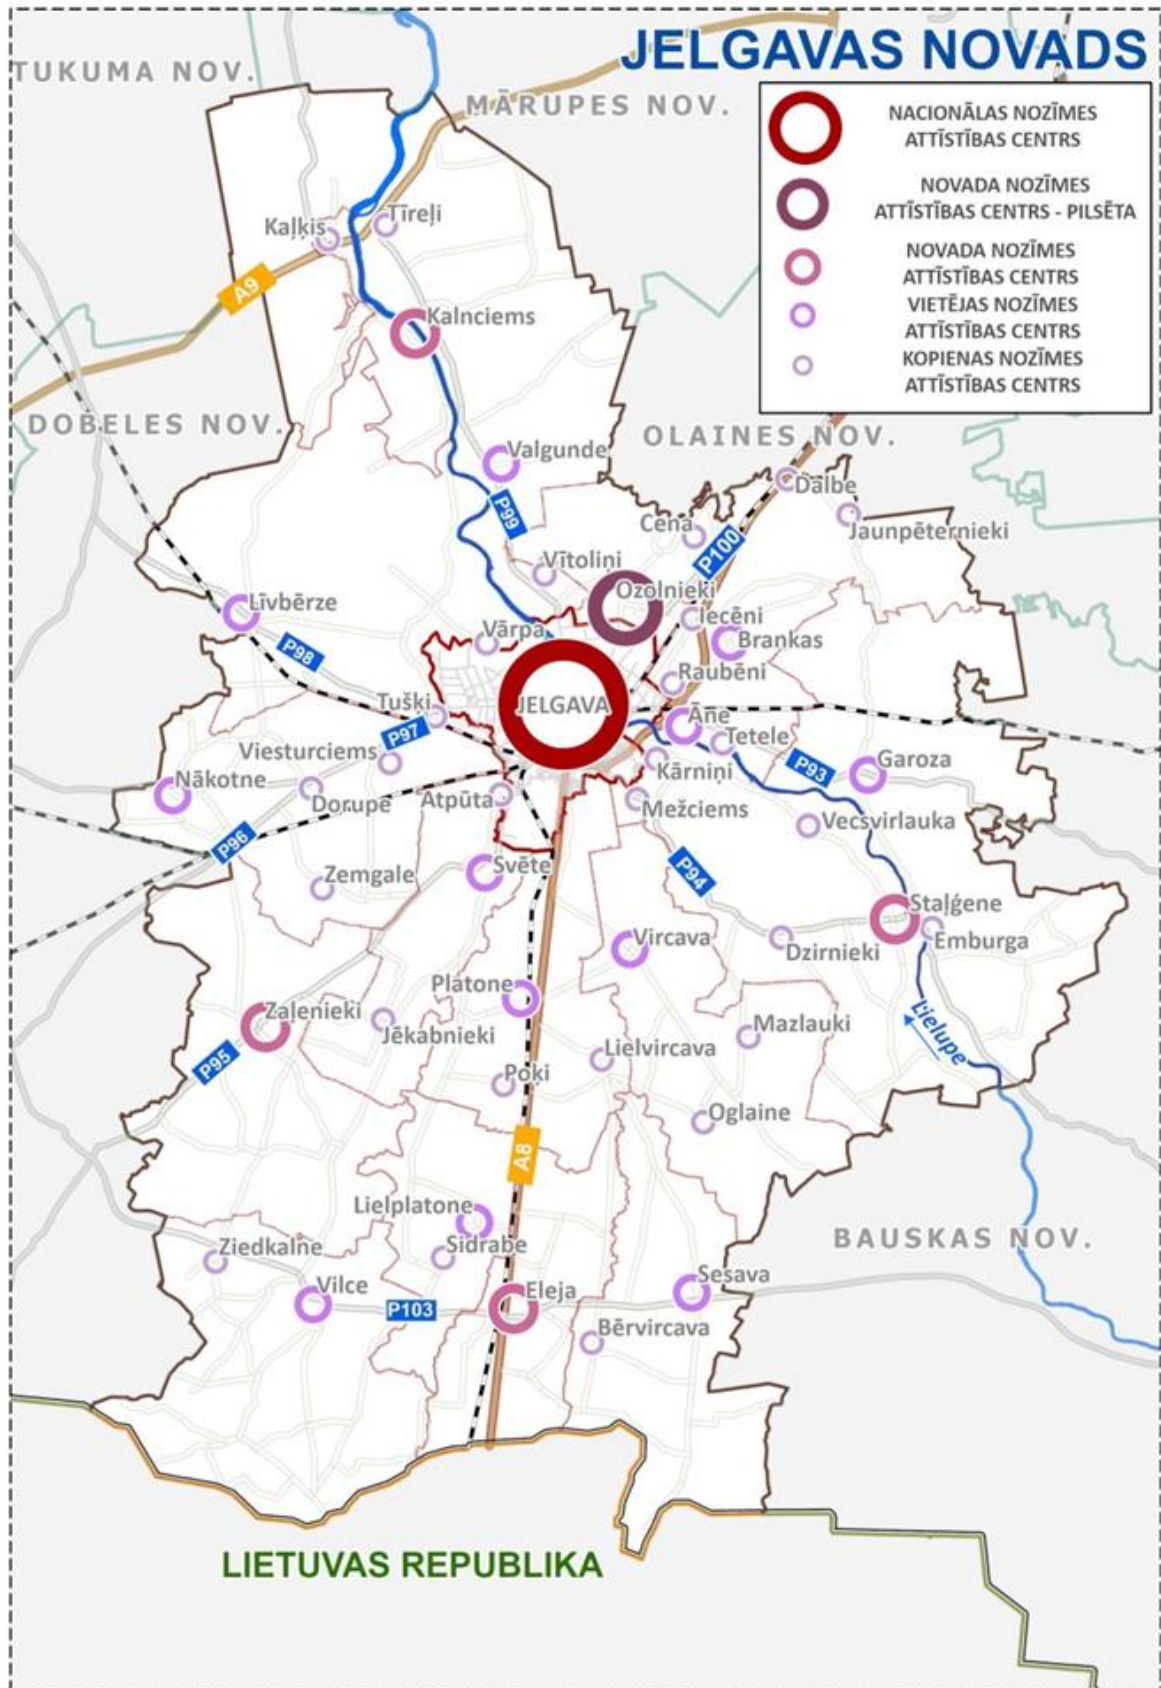 JELGAVAS NOVADS
TUKUMA NOV.
MĀRUPES NOV.
NACIONĀLAS NOZĪMES
ATTĪSTĪBAS CENTRS
NOVADA NOZĪMES
ATTĪSTĪBAS CENTRS - PILSĒTA
NOVADA NOZĪMES
ATTĪSTĪBAS CENTRS
VIETĒJAS NOZĪMES
ATTĪSTĪBAS CENTRS
KOPIENAS NOZĪMES
ATTĪSTĪBAS CENTRS
Kaļķis
Tīreļi
A9
Kalnciems
DOBELES NOV.
OLAINES NOV.
Valgunde
Dalbe
P99
Cena
Jaunpēternieki
P100
Vītoliņi
Ozolnieki
Līvbērze
Iecēni
Vārpa
Brankas
P98
Raubēni
Tušķi
JELGAVA
Āne
P97
Tetele
Viesturciems
Kārniņi
P93
Garoza
Nākotne
Dorupe
Atpūta
Mežciems
Vecsvirlauka
P96
Svēte
Zemgale
P94
Staļģene
Vircava
Dzirnieki
Emburga
Platone
Zaļenieki
Jēkabnieki
Mazlauki
Lielupe
Lielvircava
P95
Poķi
Oglaine
A8
Lielplatone
BAUSKAS NOV.
Ziedkalne
Sidrabe
Vilce
Eleja
Sesava
P103
Bērvircava
LIETUVAS REPUBLIKA